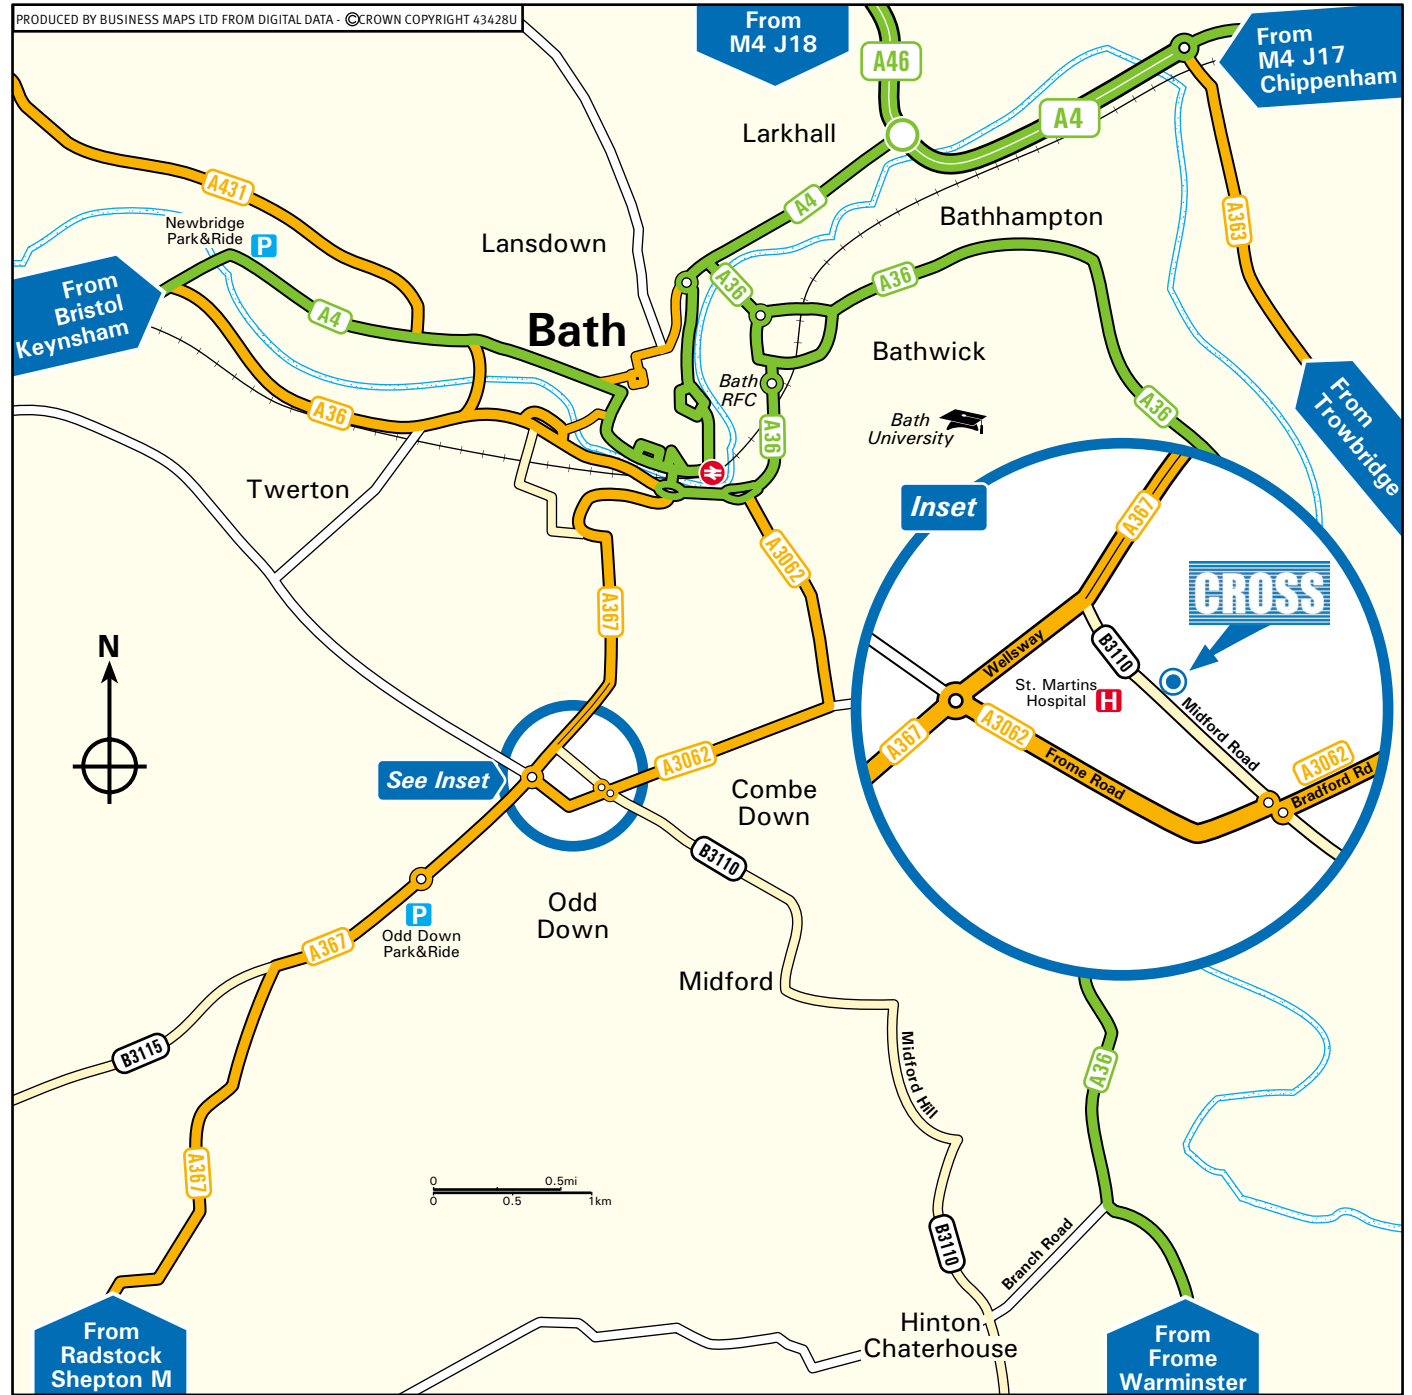 PRODUCED BY BUSINESS MAPS LTD FROM DIGITAL DATA - ©CROWN COPYRIGHT 43428U
From
M4 J18
A46
From
M4 J17
Chippenham
A4
Larkhall
A431
A4
Newbridge
Park&Ride
P
Lansdown
Bathhampton
A363
From
Bristol
Keynsham
A4
A36
A36
Bath
Bathwick
Bath
RFC
A36
A36
A36
Bath
University
From
Trowbridge
Twerton
Inset
A367
A3062
CROSS
A367
N
B3110
Wellsway
St. Martins
Hospital
H
Midford Road
A367
A3062
Frome Road
A3062
Bradford Rd
See Inset
A3062
Combe
Down
B3110
Odd
Down
P
Odd Down
Park&Ride
A367
Midford
B3115
Midford Hill
A36
A367
0
0.5mi
0
0.5
1km
B3110
Branch Road
Hinton
Chaterhouse
From
Radstock
Shepton M
From
Frome
Warminster